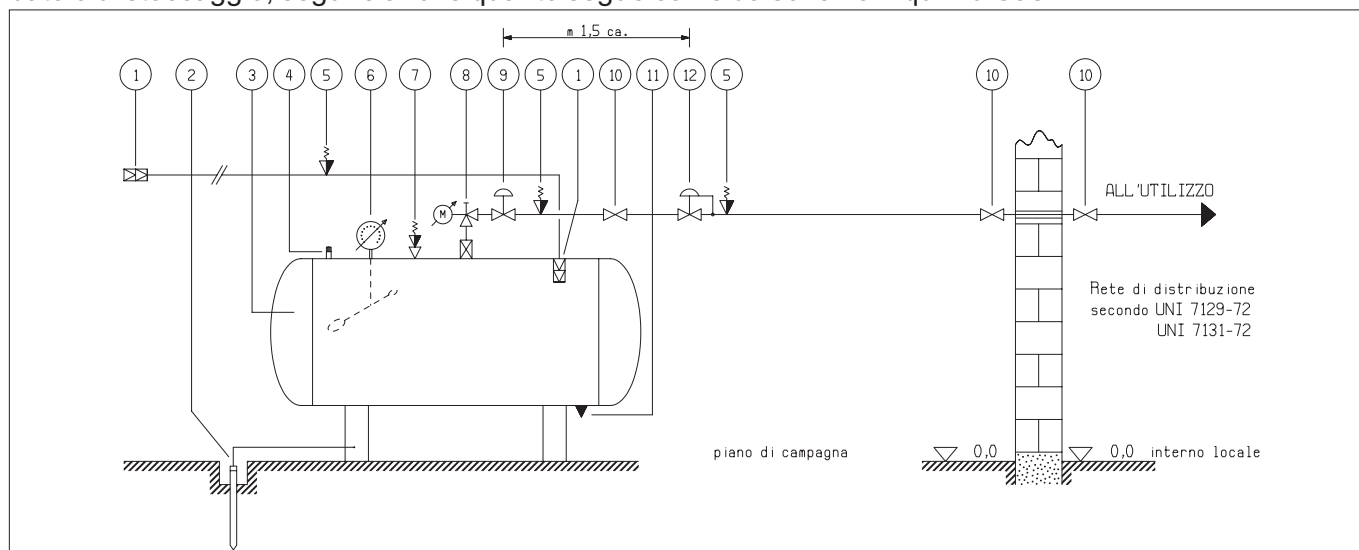 m 1,5 ca.
1 2 3 4 5 6 7 8 9 5 1 10 11 12 5 10 10
M
ALL'UTILIZZO
Rete di distribuzione
secondo UNI 7129-72
UNI 7131-72
piano di campagna
0,0
0,0 interno locale